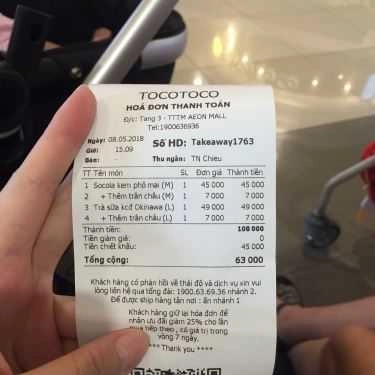 TOCOTOCO
HOÁ ĐƠN THANH TOÁN
Đ/c: Tang 3 - TTTM AEON MALL
Tel:1900636936
Ngày: 08.05.2018 Số HD: Takeaway1763
Giờ: 15.09
Bàn: - Thu ngân: TN Chieu
TT Tên món SL Đơn giá Thành tiền
1 Socola kem phô mai (M) 1 45 000 45 000
2 + Thêm trân châu (M) 1 7 000 7 000
3 Trà sữa kcđ Okinawa (L) 1 49 000 49 000
4 + Thêm trân châu (L) 1 7 000 7 000
Thành tiền: 108 000
Tiền giảm giá: 0
Tiền chiết khấu: 45 000
Tổng cộng: 63 000
Khách hàng có phản hồi về thái độ và dịch vụ xin vui
lòng liên hệ qua tổng đài: 1900.63.69.36 nhánh 2.
Để được ship hàng tận nơi : ấn nhánh 1
Khách hàng giữ lại hóa đơn để
nhận ưu đãi giảm 25% cho lần
mua tiếp theo , có giá trị trong
vòng 7 ngày.
**** Thank you ****